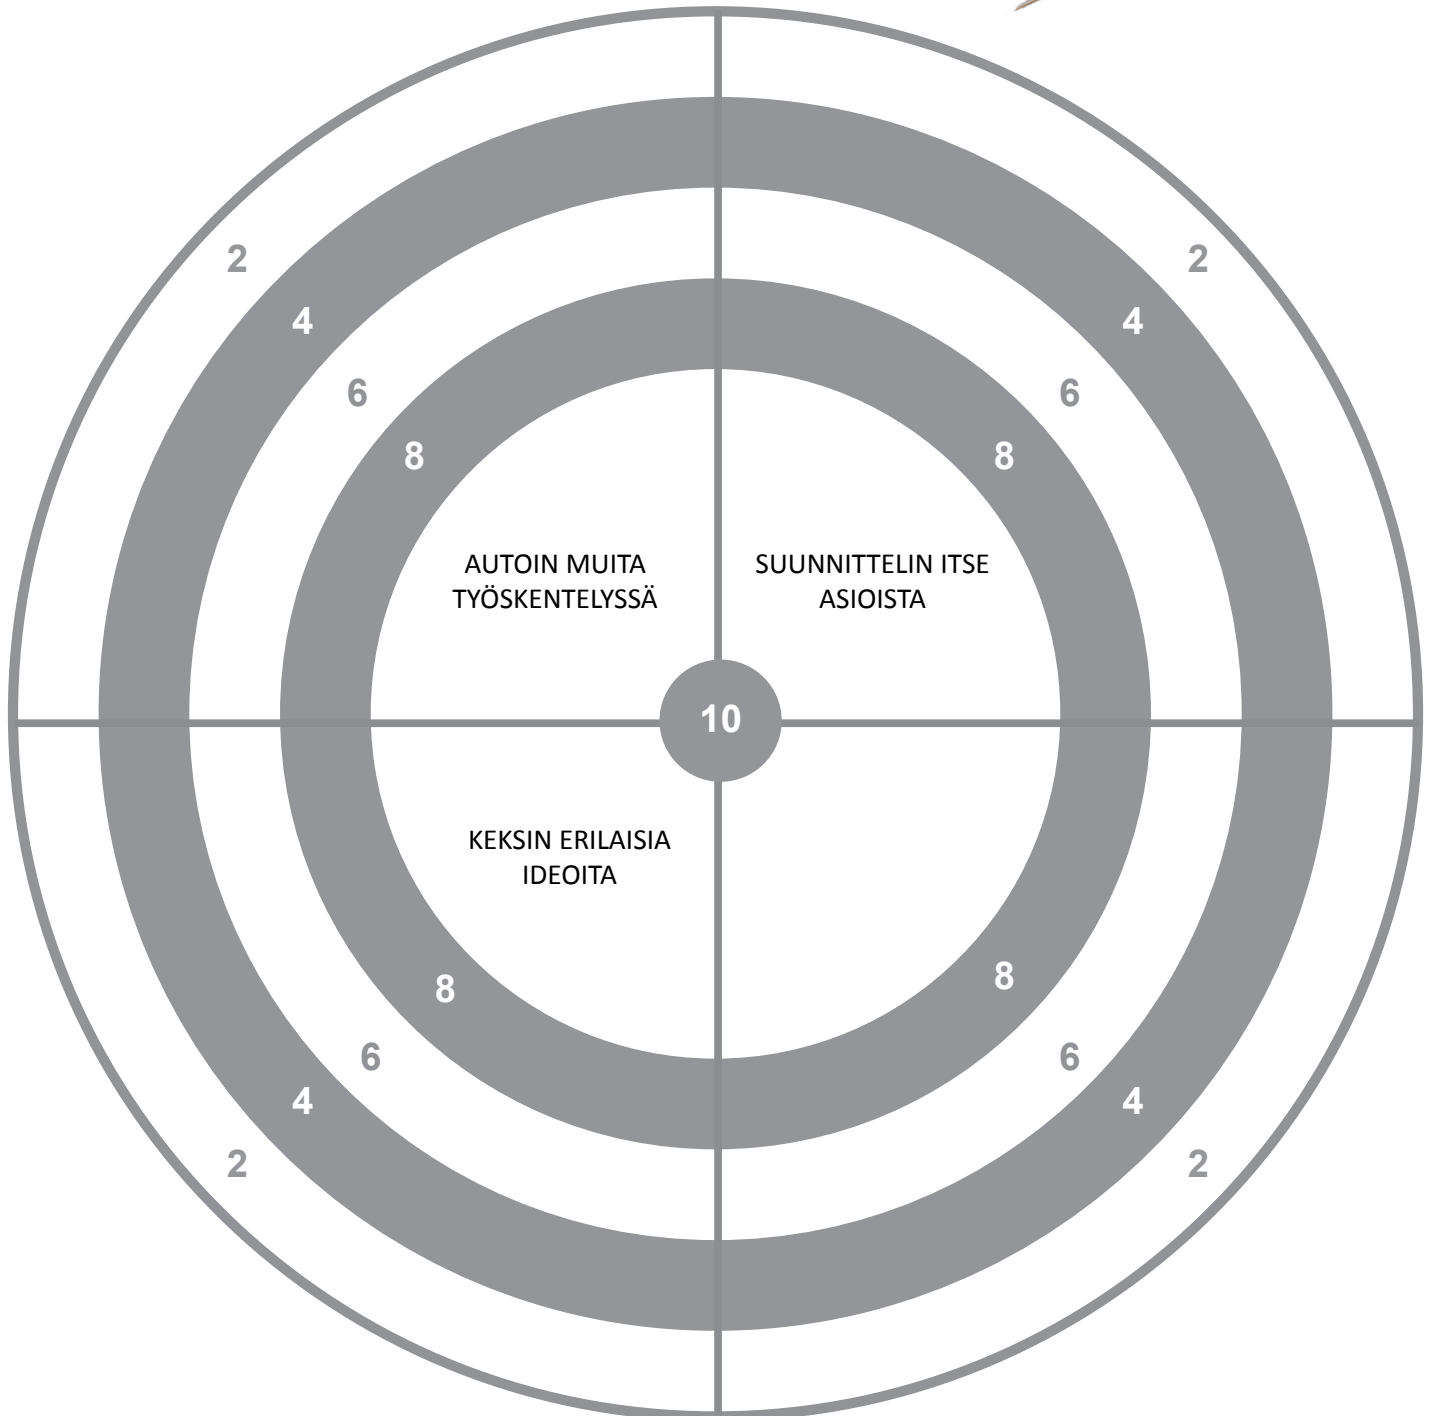 2 2
4 4
6 6
8 8
AUTOIN MUITA
TYÖSKENTELYSSÄ
SUUNNITTELIN ITSE
ASIOISTA
10
KEKSIN ERILAISIA
IDEOITA
8 8
6 6
4 4
2 2